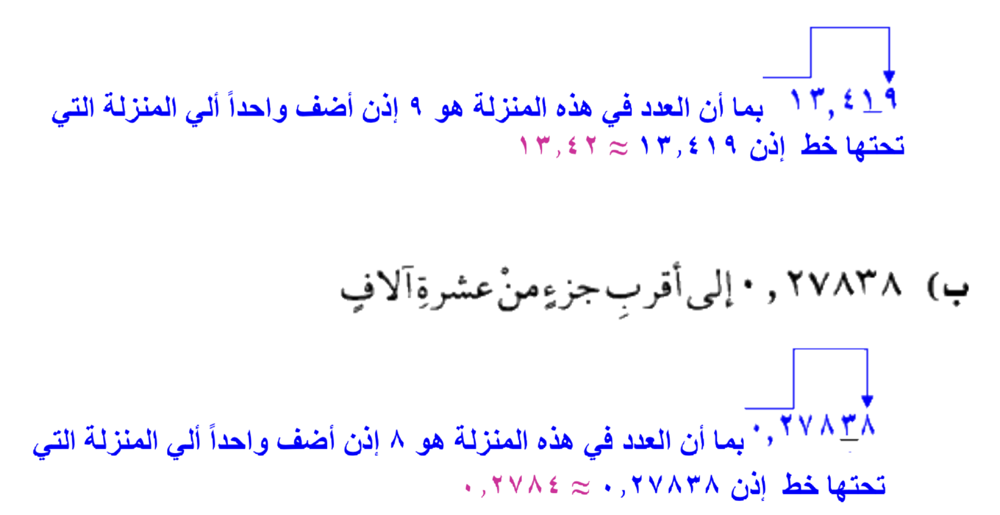 ١٣,٤١٩ بما أن العدد في هذه المنزلة هو ٩ إذن أضف واحداً ألي المنزلة التي
تحتها خط إذن ١٣,٤١٩ ≈ ١٣,٤٢
ب) ٠,٢٧٨٣٨ إلى أقربِ جزءٍ منْ عشرةِ آلافٍ
٠,٢٧٨٣٨ بما أن العدد في هذه المنزلة هو ٨ إذن أضف واحداً ألي المنزلة التي
تحتها خط إذن ٠,٢٧٨٣٨ ≈ ٠,٢٧٨٤